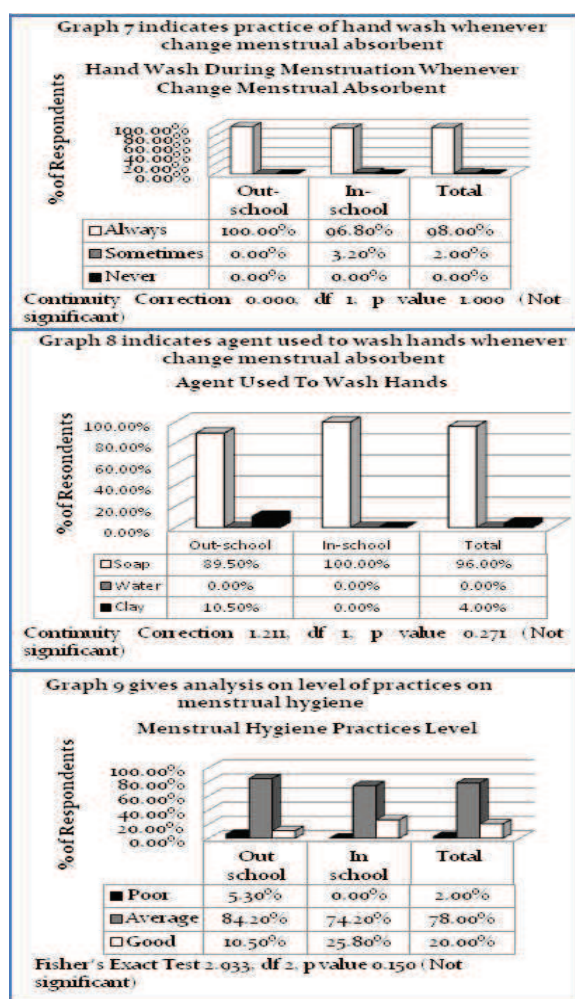 Graph 7 indicates practice of hand wash whenever
change menstrual absorbent
Hand Wash During Menstruation Whenever
Change Menstrual Absorbent
% of Respondents
100.00%
80.00%
60.00%
40.00%
20.00%
0.00%
Out-school In-school Total
Always 100.00% 96.80% 98.00%
Sometimes 0.00% 3.20% 2.00%
Never 0.00% 0.00% 0.00%
Continuity Correction 0.000, df 1, p value 1.000 (Not
significant)
Graph 8 indicates agent used to wash hands whenever
change menstrual absorbent
Agent Used To Wash Hands
% of Resondents
100.00%
80.00%
60.00%
40.00%
20.00%
0.00%
Out-school In-school Total
Soap 89.50% 100.00% 96.00%
Water 0.00% 0.00% 0.00%
Clay 10.50% 0.00% 4.00%
Continuity Correction 1.211, df 1, p value 0.271 (Not
significant)
Graph 9 gives analysis on level of practices on
menstrual hygiene
Menstrual Hygiene Practices Level
% of Respondents
100.00%
80.00%
60.00%
40.00%
20.00%
0.00%
Out In Total
school school
Poor 5.30% 0.00% 2.00%
Average 84.20% 74.20% 78.00%
Good 10.50% 25.80% 20.00%
Fisher's Exact Test 2.933, df 2, p value 0.150 (Not
significant)